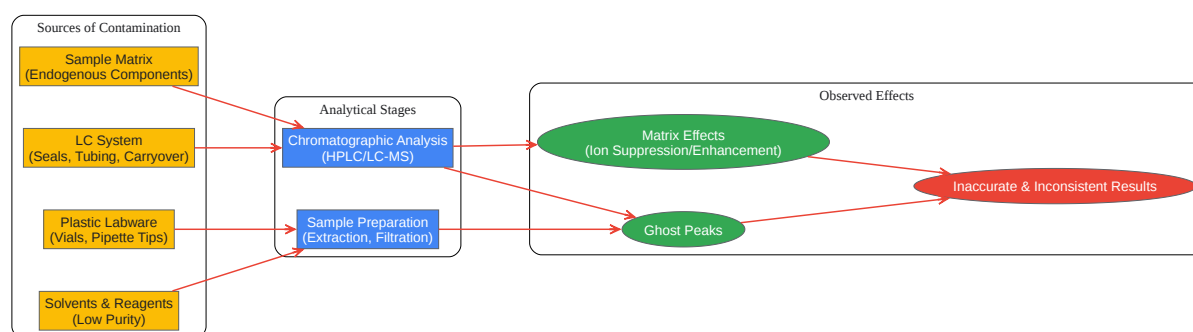 Sources of Contamination
Sample Matrix
(Endogenous Components)
LC System
(Seals, Tubing, Carryover)
Plastic Labware
(Vials, Pipette Tips)
Solvents & Reagents
(Low Purity)
Analytical Stages
Chromatographic Analysis
(HPLC/LC-MS)
Sample Preparation
(Extraction, Filtration)
Observed Effects
Matrix Effects
(Ion Suppression/Enhancement)
Ghost Peaks
Inaccurate & Inconsistent Results